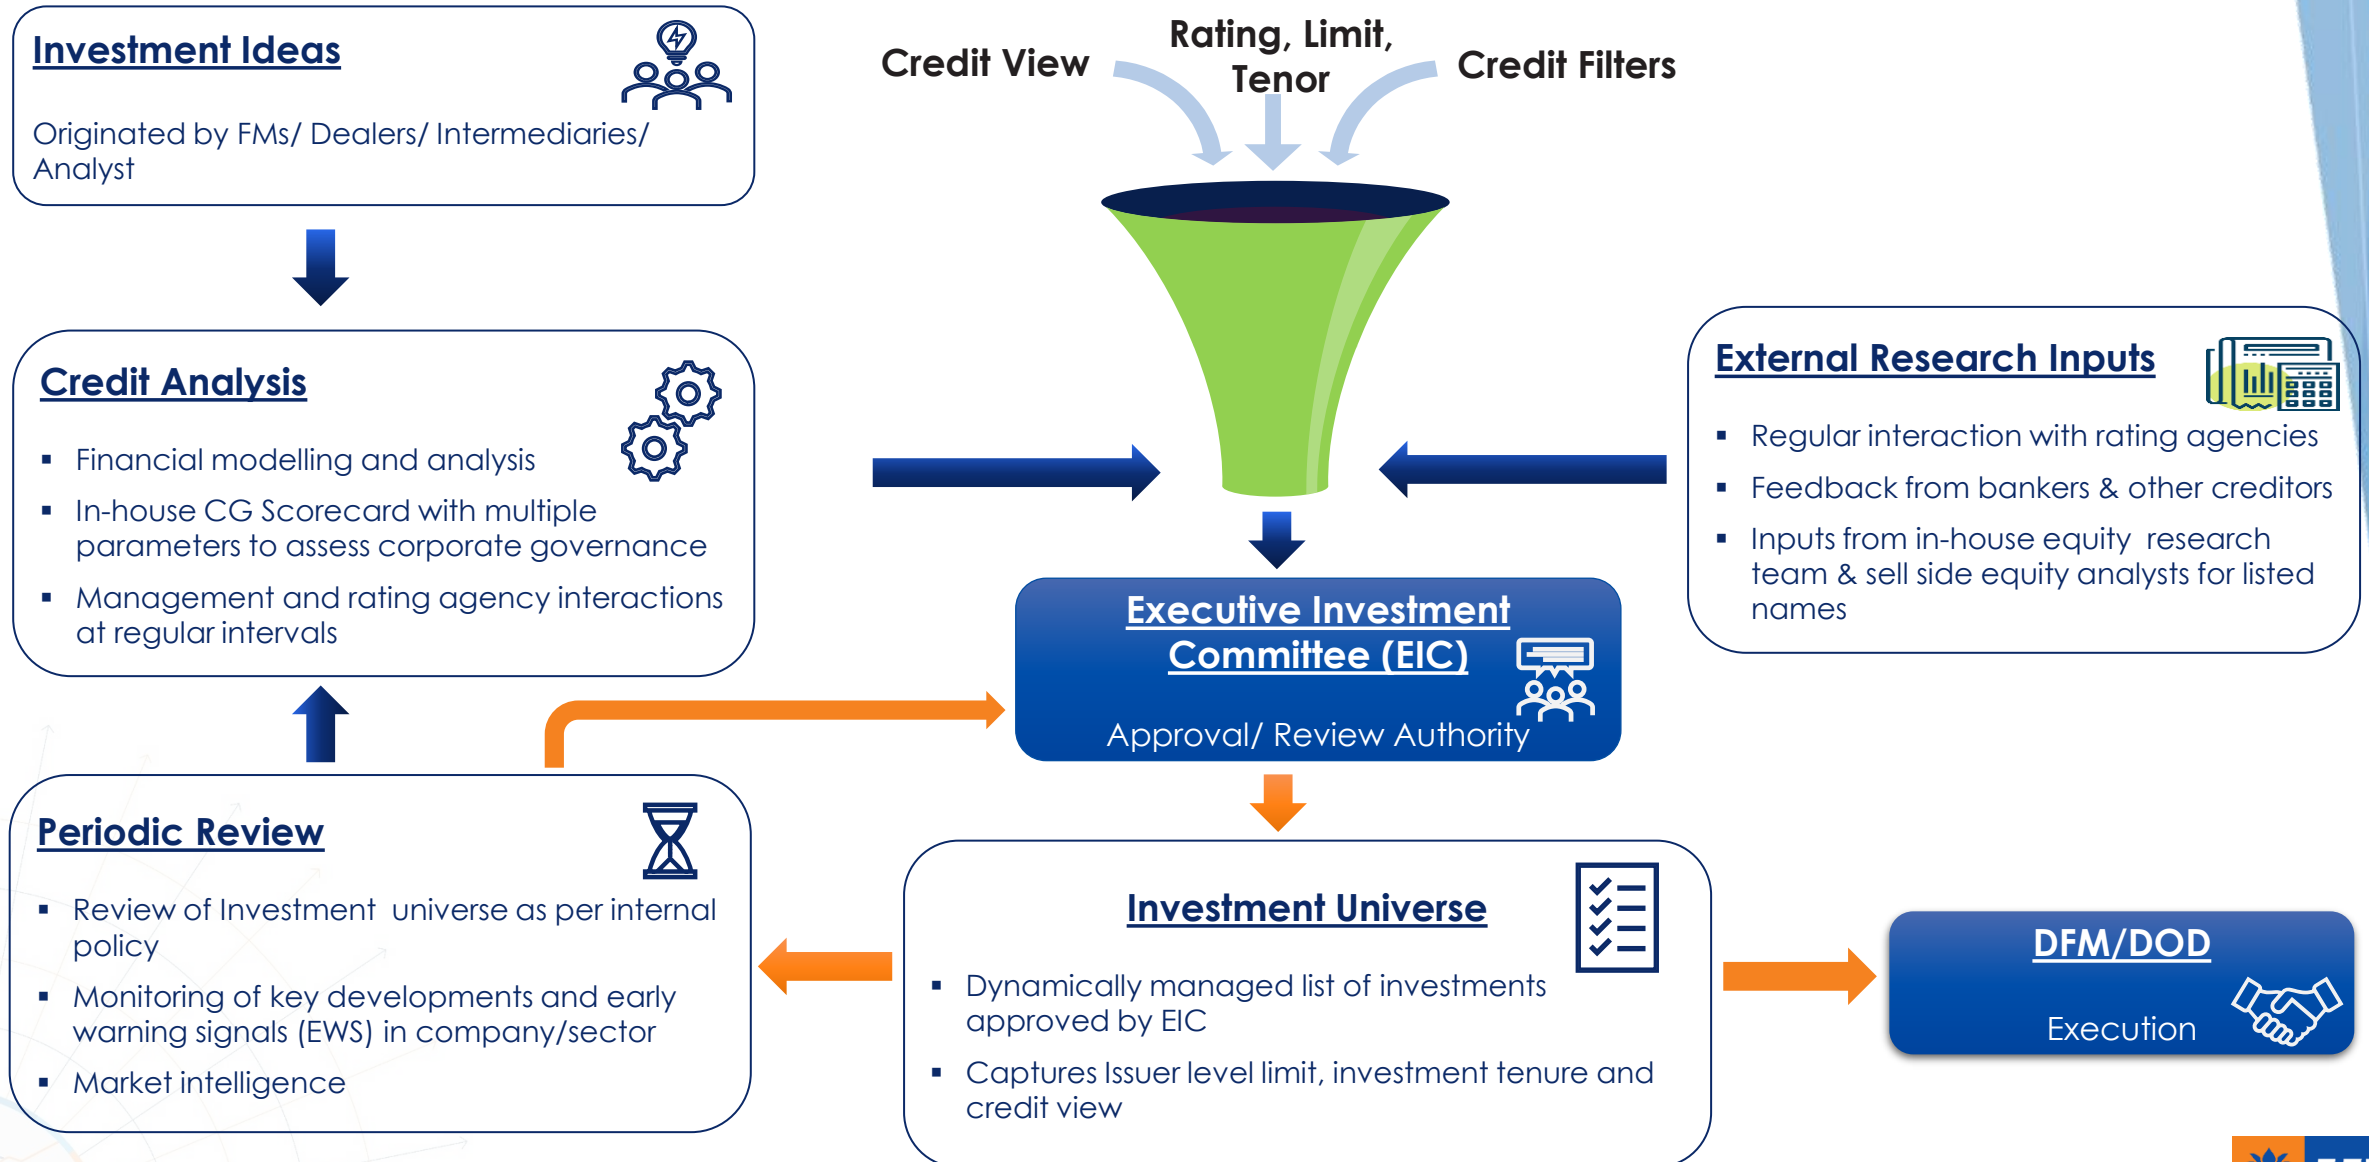 Investment Ideas
Originated by FMs/ Dealers/ Intermediaries/
Analyst
Credit View
Rating, Limit,
Tenor
Credit Filters
Credit Analysis
▪ Financial modelling and analysis
▪ In-house CG Scorecard with multiple
parameters to assess corporate governance
▪ Management and rating agency interactions
at regular intervals
External Research Inputs
▪ Regular interaction with rating agencies
▪ Feedback from bankers & other creditors
▪ Inputs from in-house equity research
team & sell side equity analysts for listed
names
Executive Investment
Committee (EIC)
Approval/ Review Authority
Periodic Review
▪ Review of Investment universe as per internal
policy
▪ Monitoring of key developments and early
warning signals (EWS) in company/sector
▪ Market intelligence
Investment Universe
▪ Dynamically managed list of investments
approved by EIC
▪ Captures Issuer level limit, investment tenure and
credit view
DFM/DOD
Execution